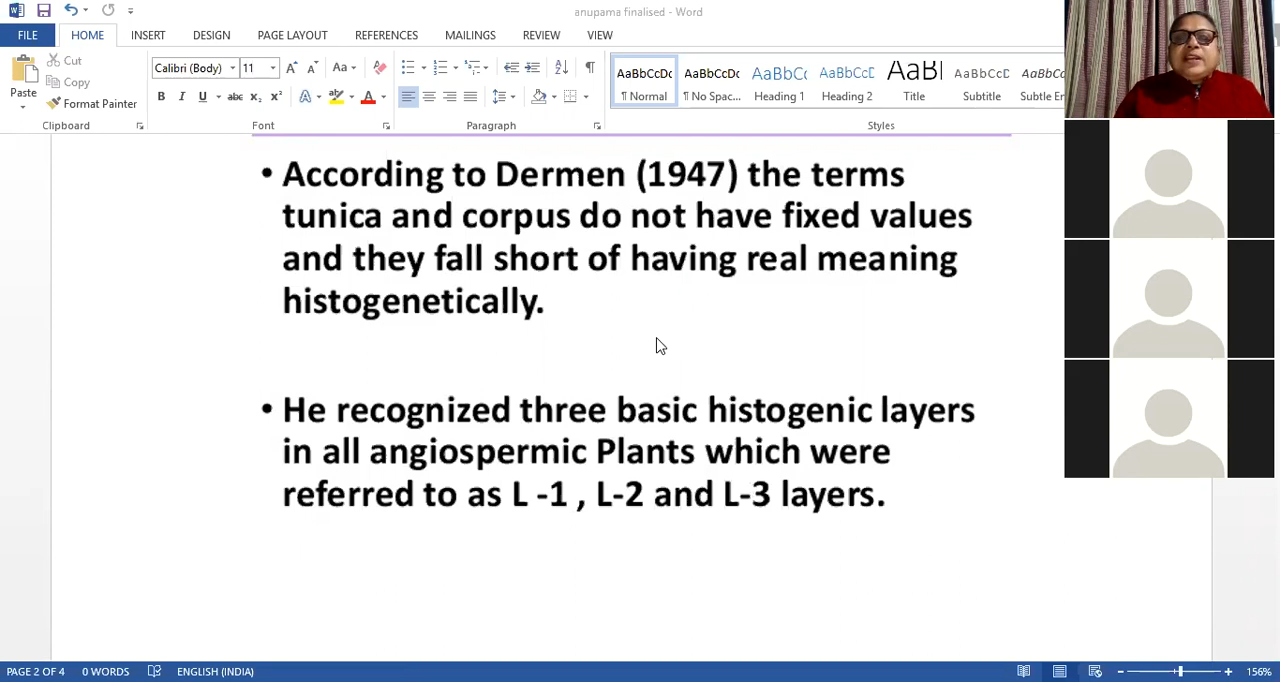 anupama finalised - Word
FILE HOME INSERT DESIGN PAGE LAYOUT REFERENCES MAILINGS REVIEW VIEW
Cut
Copy
Format Painter
Paste
Clipboard
Calibri (Body) 11
Font
Paragraph
AaBbCcDc AaBbCcDc AaBbCc AaBbCcD AaBl AaBbCcD AaBbCcDc
¶ Normal ¶ No Spac... Heading 1 Heading 2 Title Subtitle Subtle Em
Styles
• According to Dermen (1947) the terms
tunica and corpus do not have fixed values
and they fall short of having real meaning
histogenetically.
• He recognized three basic histogenic layers
in all angiospermic Plants which were
referred to as L -1 , L-2 and L-3 layers.
PAGE 2 OF 4 0 WORDS ENGLISH (INDIA) 156%